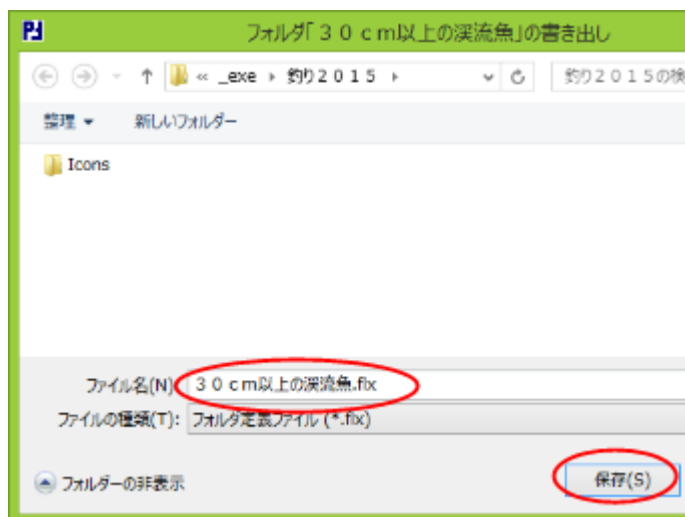 フォルダ「３０ｃｍ以上の渓流魚」の書き出し
« _exe ▸ 釣り２０１５ ▸
釣り２０１５の検
整理 ▾ 新しいフォルダー
Icons
ファイル名(N): ３０ｃｍ以上の渓流魚.flx
ファイルの種類(T): フォルダ定義ファイル (*.flx)
フォルダーの非表示
保存(S)